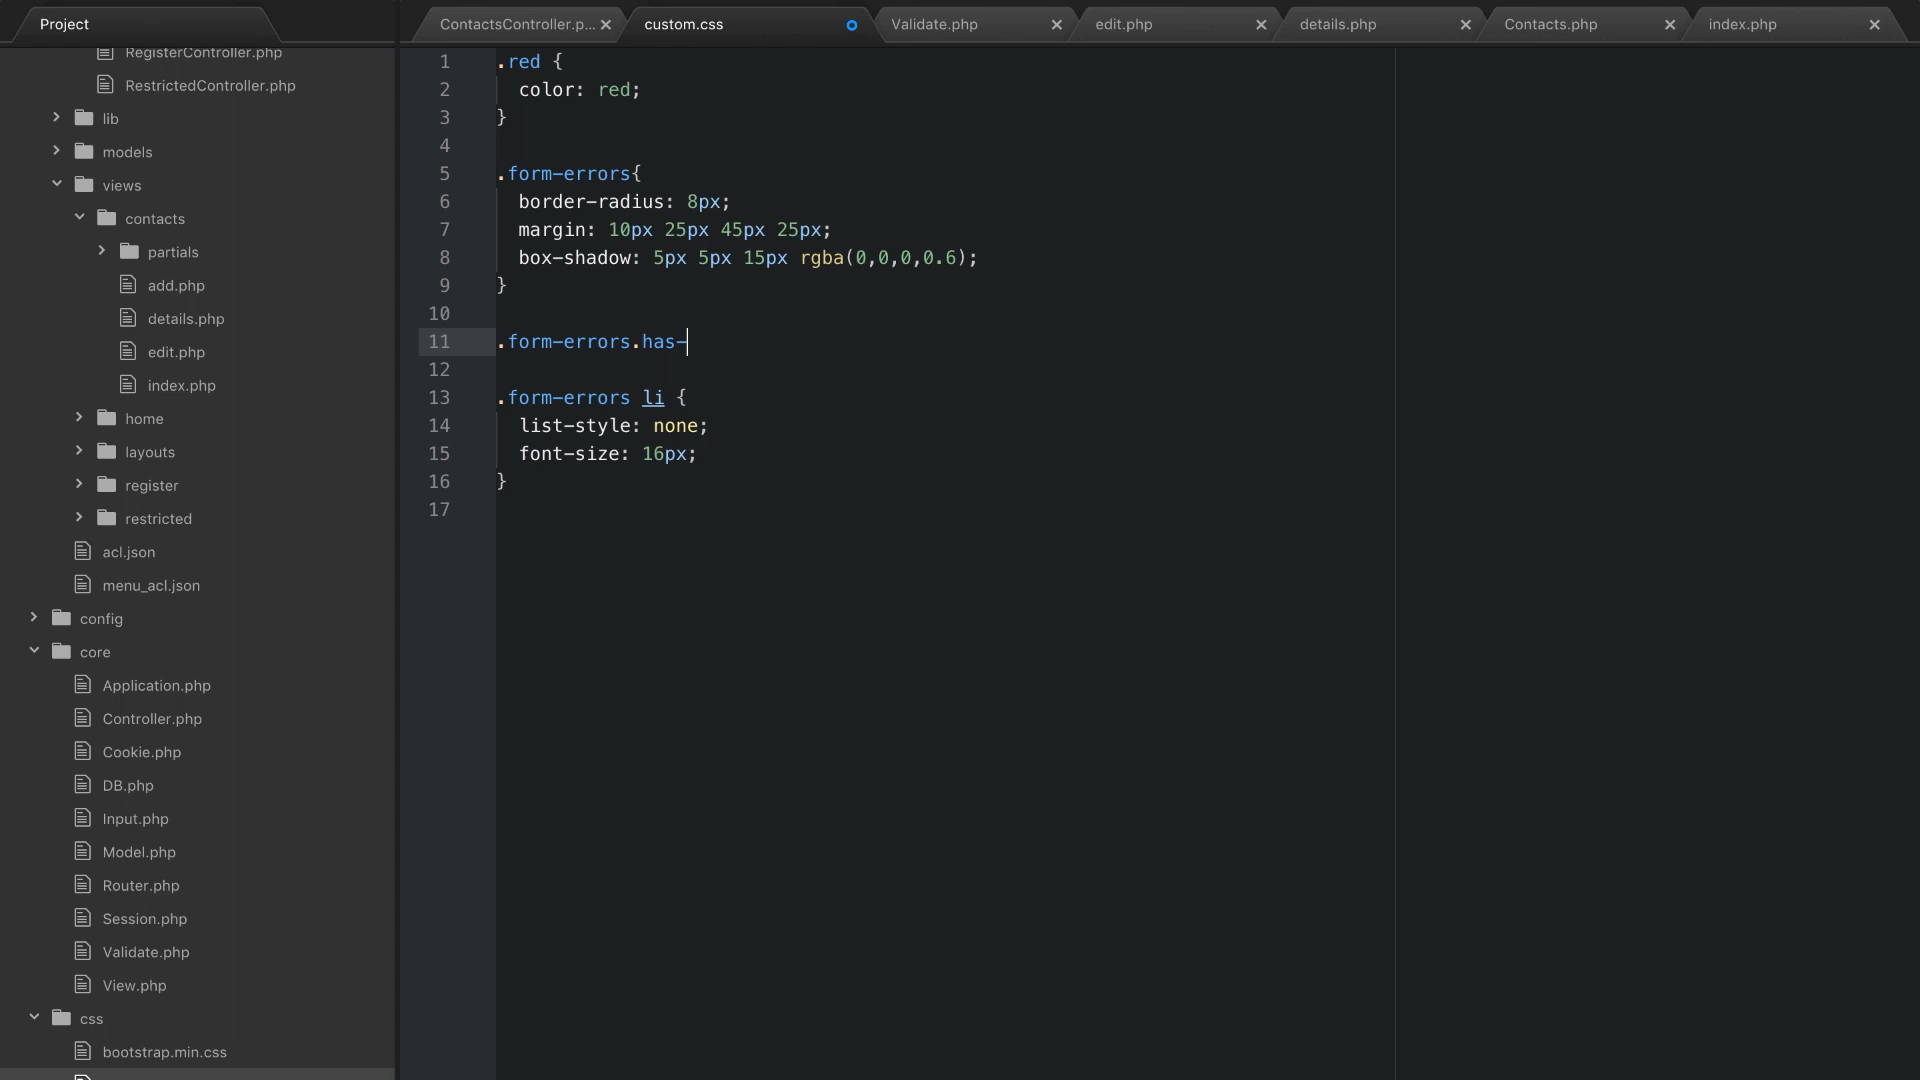 Project
RegisterController.php
RestrictedController.php
lib
models
views
contacts
partials
add.php
details.php
edit.php
index.php
home
layouts
register
restricted
acl.json
menu_acl.json
config
core
Application.php
Controller.php
Cookie.php
DB.php
Input.php
Model.php
Router.php
Session.php
Validate.php
View.php
css
bootstrap.min.css
ContactsController.p... custom.css Validate.php edit.php details.php Contacts.php index.php
1 .red {
2 color: red;
3 }
4
5 .form-errors{
6 border-radius: 8px;
7 margin: 10px 25px 45px 25px;
8 box-shadow: 5px 5px 15px rgba(0,0,0,0.6);
9 }
10
11 .form-errors.has-
12
13 .form-errors li {
14 list-style: none;
15 font-size: 16px;
16 }
17